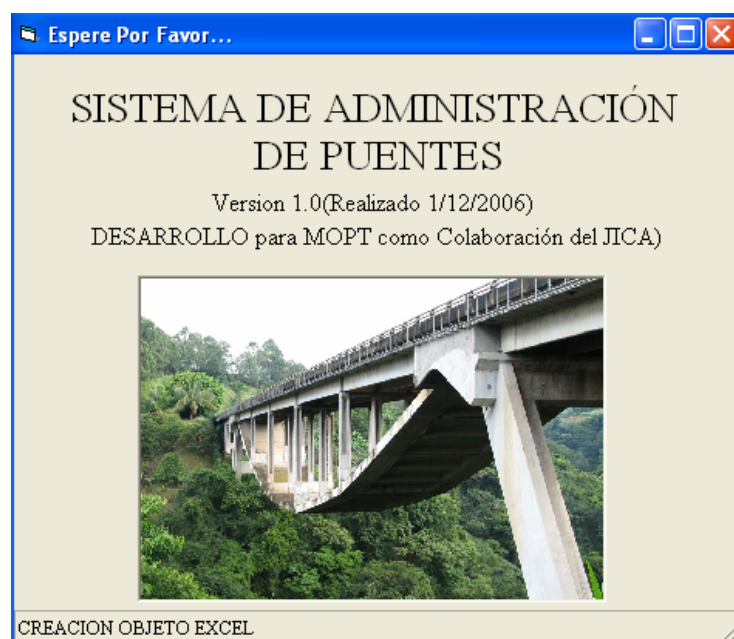 Espere Por Favor...
SISTEMA DE ADMINISTRACIÓN
DE PUENTES
Version 1.0(Realizado 1/12/2006)
DESARROLLO para MOPT como Colaboración del JICA)
CREACION OBJETO EXCEL